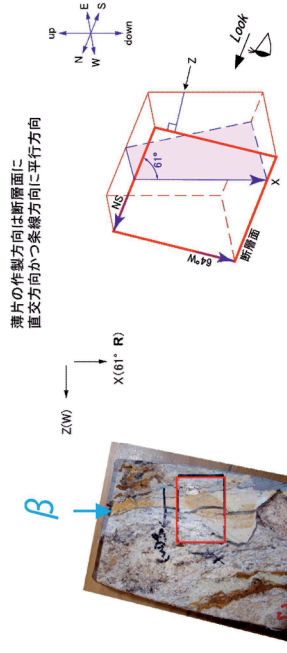 薄片の作製方向は断層面に
直交方向かつ条線方向に平行方向
up
N
E
S
W
down
Look
Z
NS
61°
64°W
X
断層面
Z(W)
X(61° R)
β